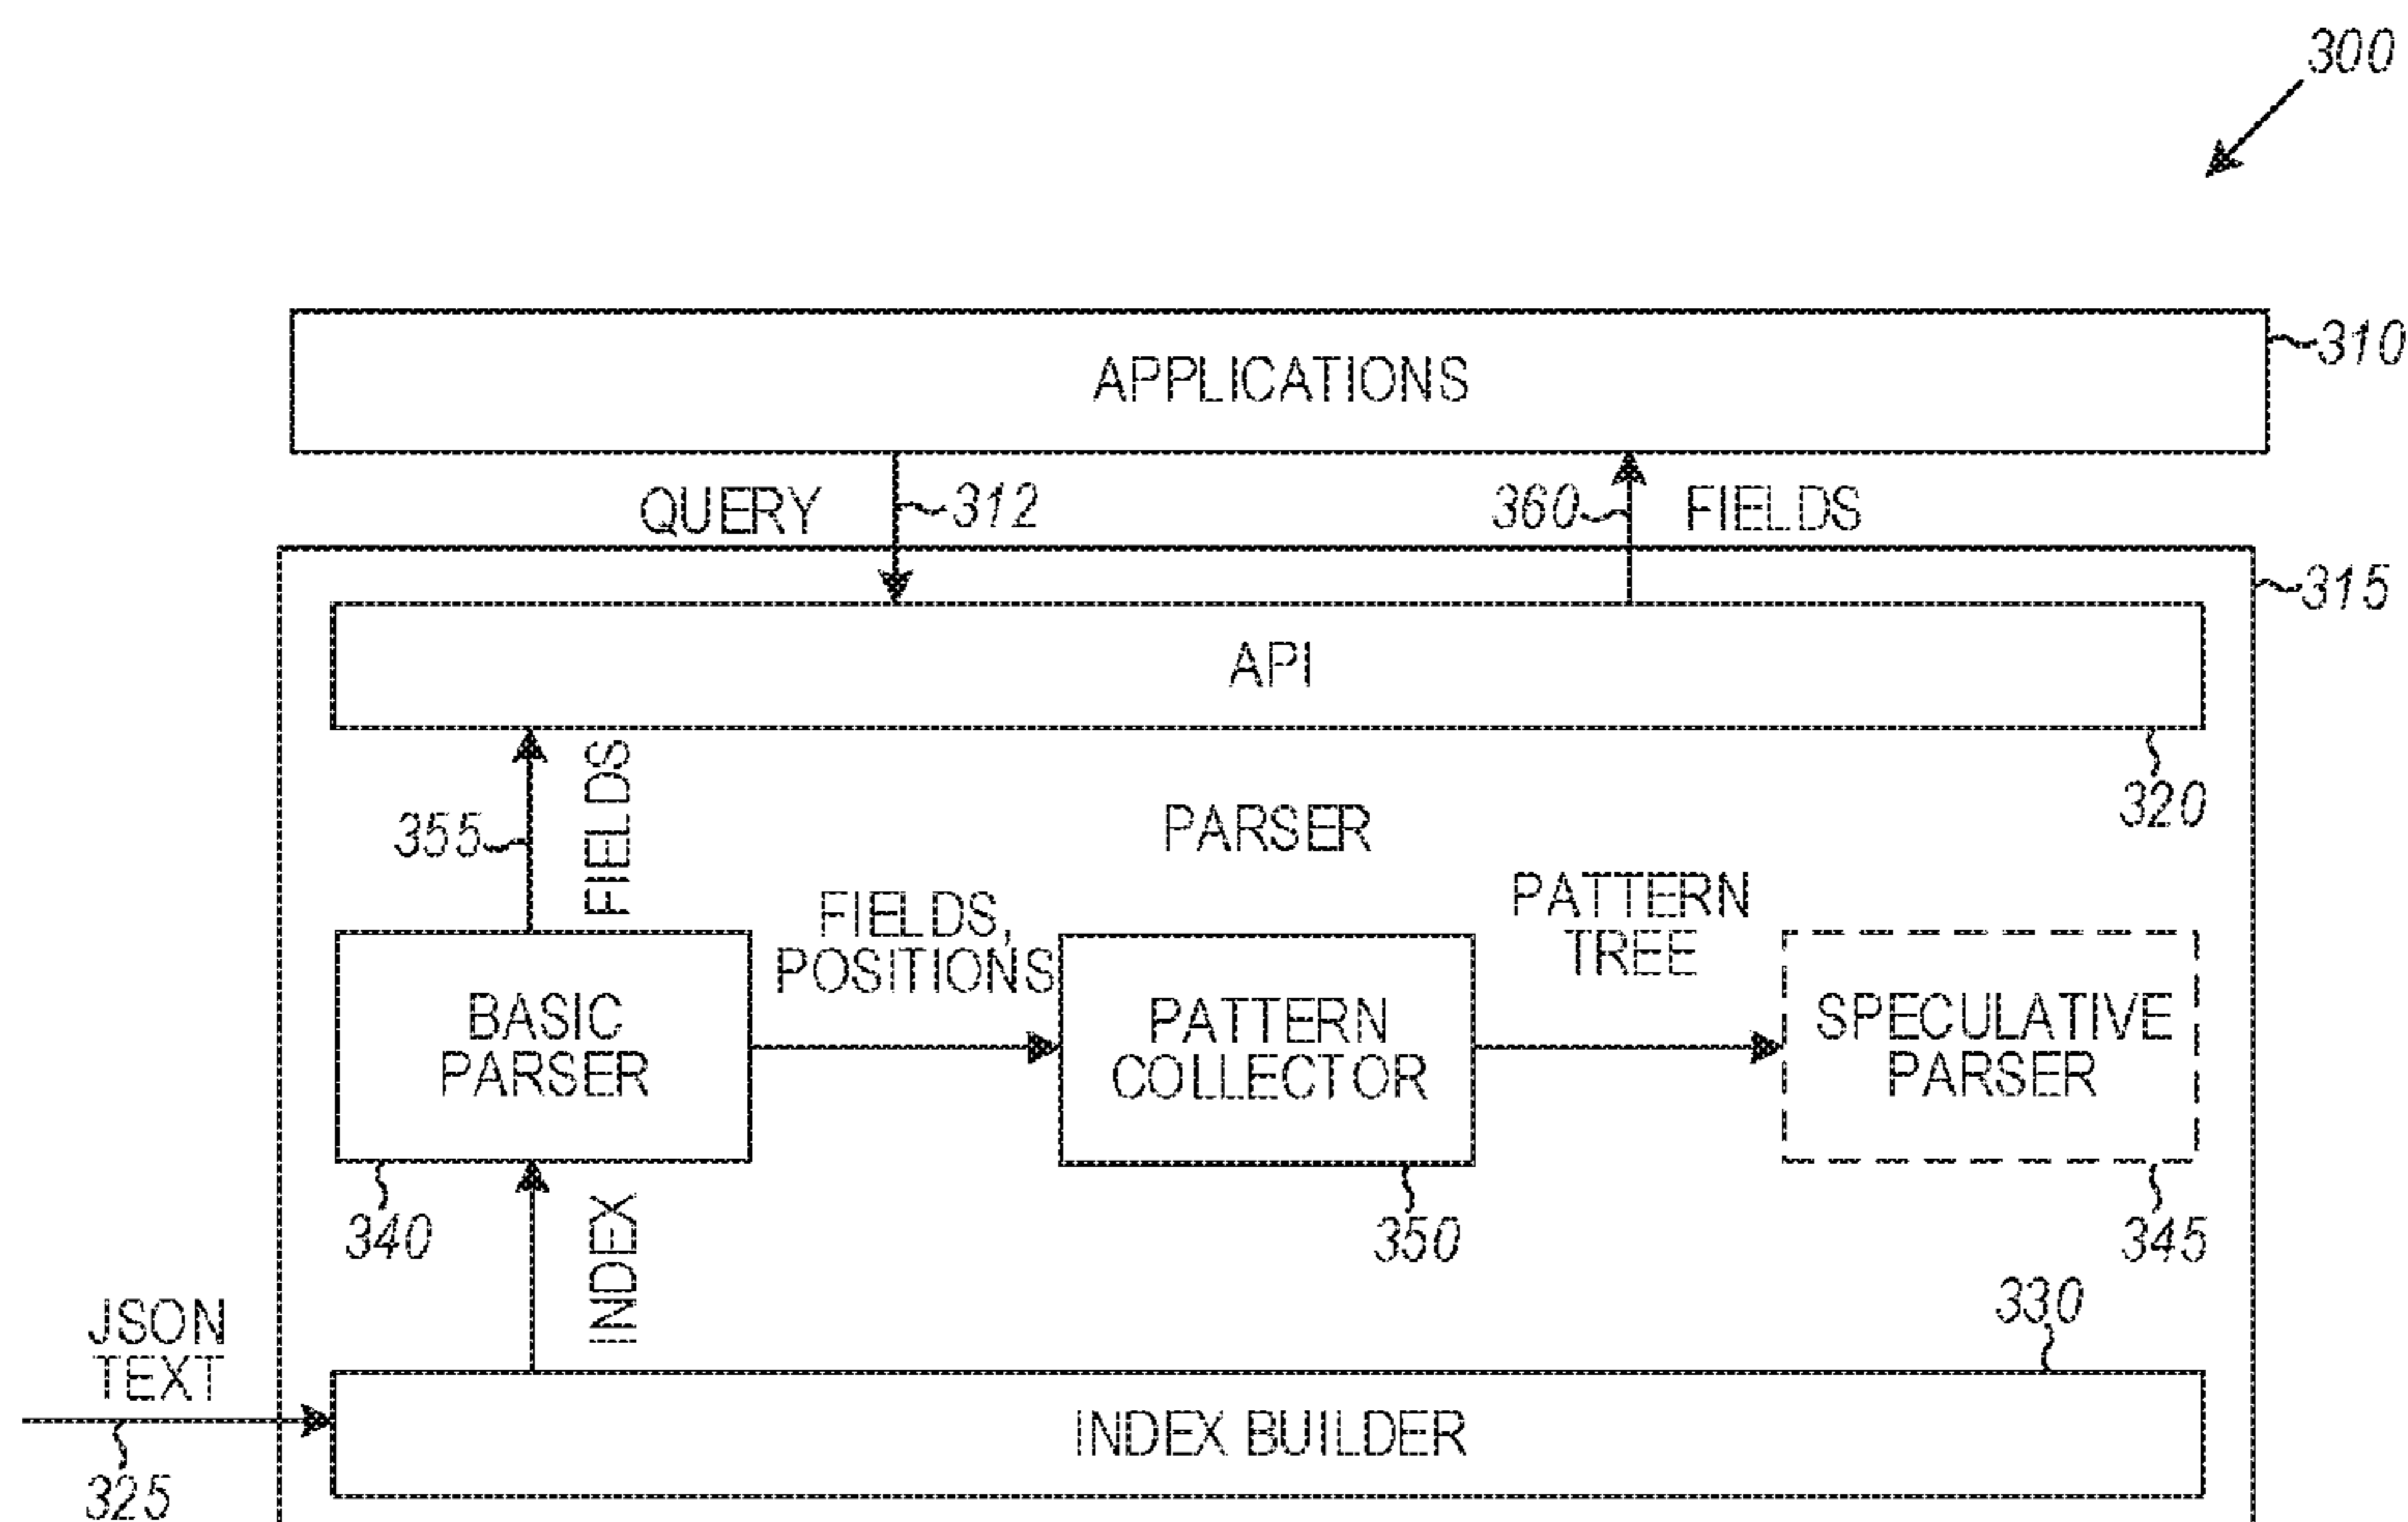 300
APPLICATIONS
310
QUERY
312
360
FIELDS
315
API
320
355
FIELDS
PARSER
FIELDS,
POSITIONS
PATTERN
TREE
BASIC
PARSER
PATTERN
COLLECTOR
SPECULATIVE
PARSER
340
350
345
INDEX
330
JSON
TEXT
INDEX BUILDER
325